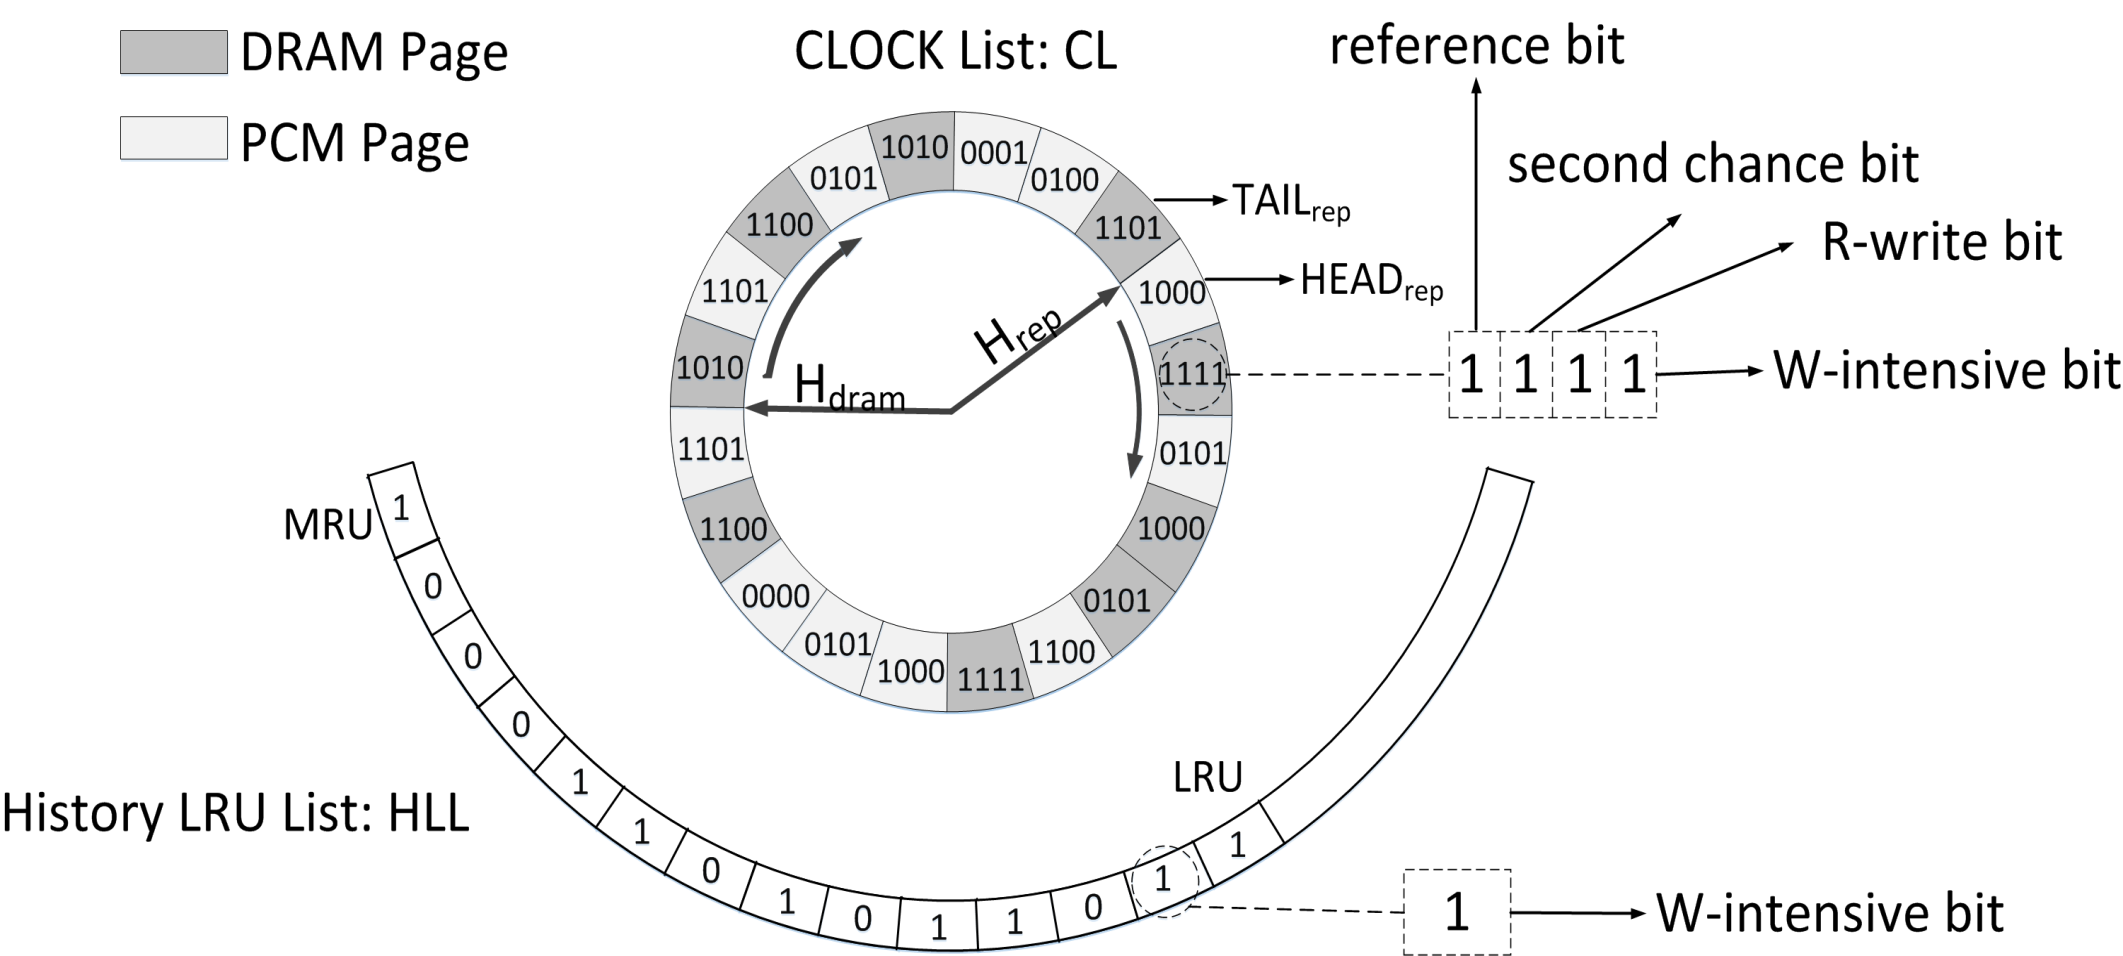 DRAM Page
PCM Page
CLOCK List: CL
reference bit
second chance bit
R-write bit
W-intensive bit
TAILrep
HEADrep
1 1 1 1
Hrep
Hdram
1010
0001
0100
1101
1000
1111
0101
1000
0101
1100
1111
1000
0101
0000
1100
1101
1010
1101
1100
0101
MRU
1
0
0
0
1
1
0
1
0
1
1
0
1
1
LRU
History LRU List: HLL
1
W-intensive bit